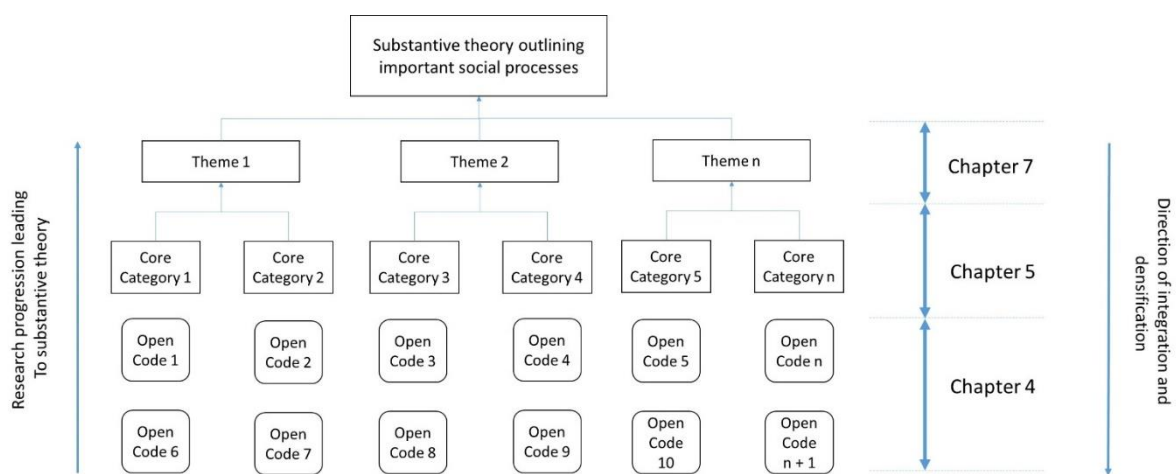 Substantive theory outlining
important social processes
Theme 1
Theme 2
Theme n
Chapter 7
Core
Category 1
Core
Category 2
Core
Category 3
Core
Category 4
Core
Category 5
Core
Category n
Chapter 5
Open
Code 1
Open
Code 2
Open
Code 3
Open
Code 4
Open
Code 5
Open
Code n
Chapter 4
Open
Code 6
Open
Code 7
Open
Code 8
Open
Code 9
Open
Code
10
Open
Code
n + 1
Research progression leading
To substantive theory
Direction of integration and
densification